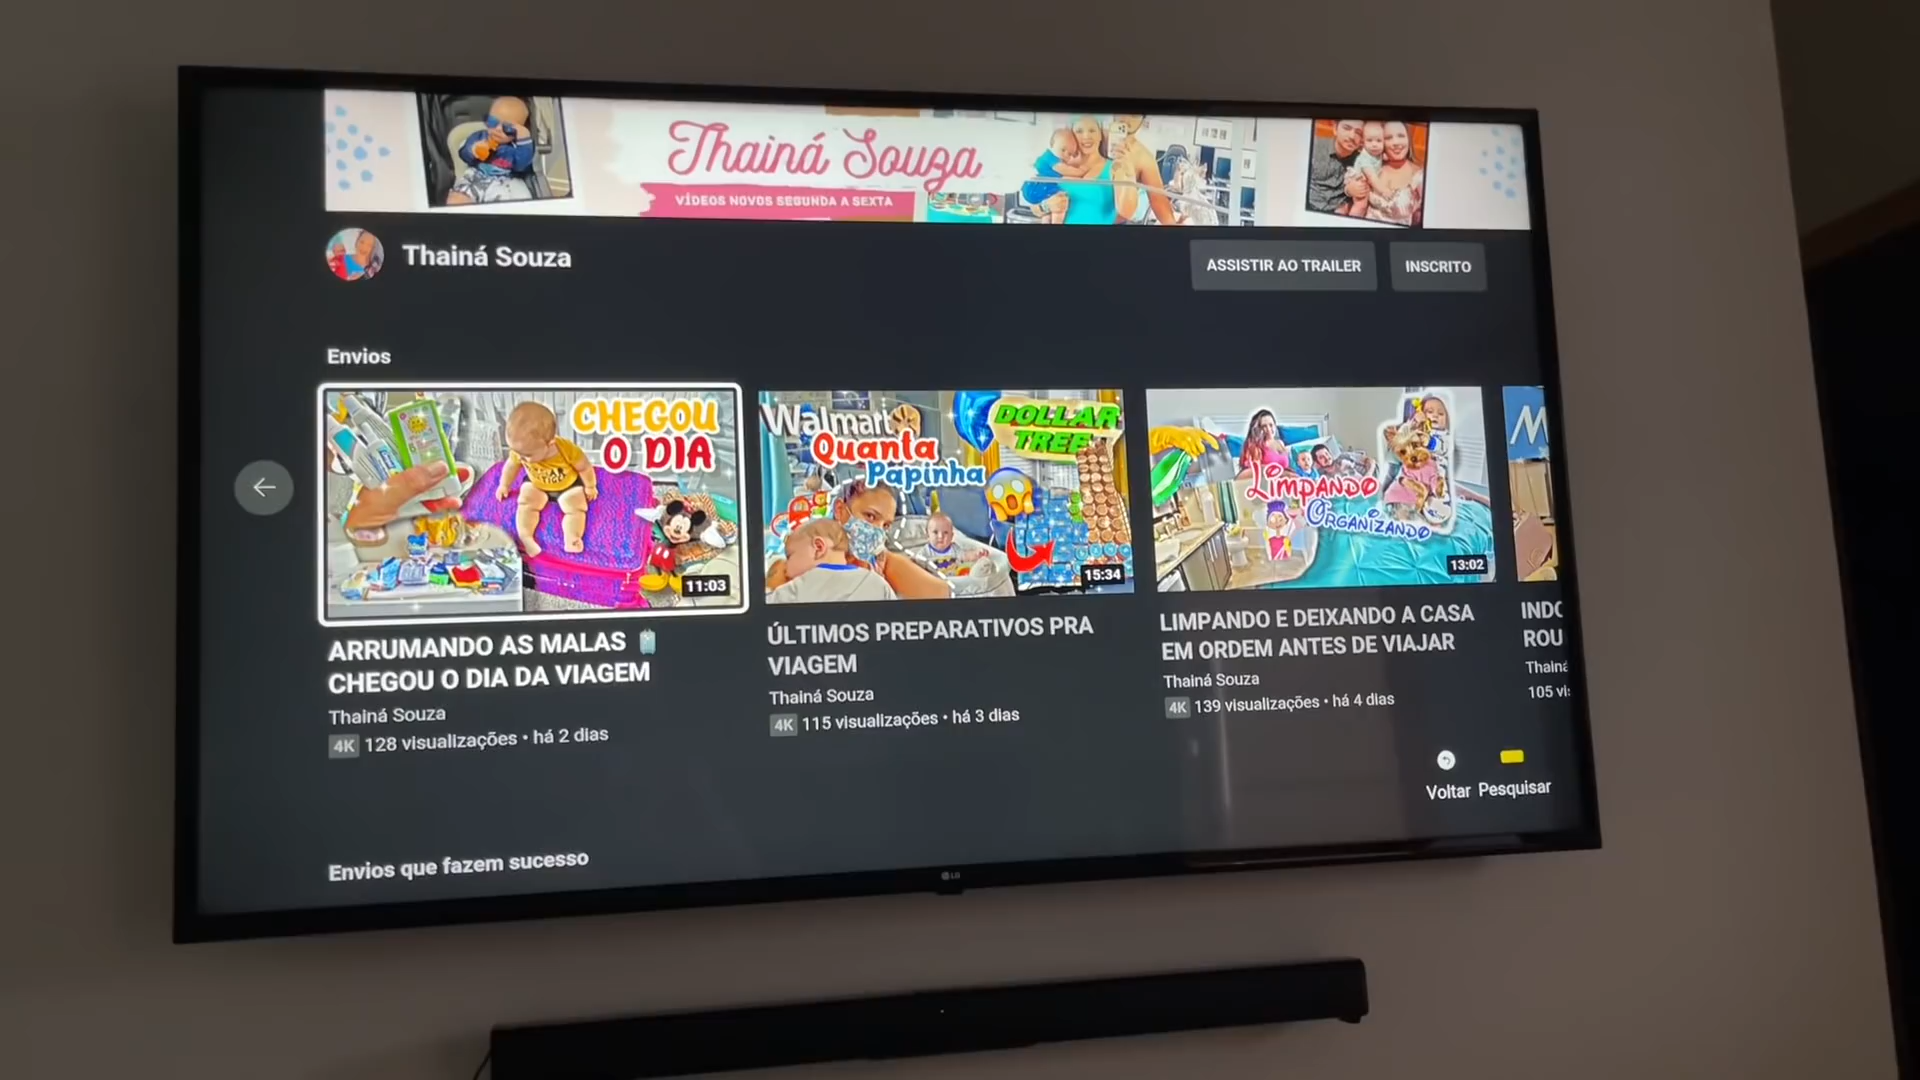 Thainá Souza
VÍDEOS NOVOS SEGUNDA A SEXTA
Thainá Souza
ASSISTIR AO TRAILER
INSCRITO
Envios
CHEGOU
O DIA
11:03
Walmart
Quanta
Papinha
DOLLAR
TREE
15:34
LIMPANDO
ORGANIZANDO
13:02
ARRUMANDO AS MALAS
CHEGOU O DIA DA VIAGEM
Thainá Souza
4K 128 visualizações • há 2 dias
ÚLTIMOS PREPARATIVOS PRA
VIAGEM
Thainá Souza
4K 115 visualizações • há 3 dias
LIMPANDO E DEIXANDO A CASA
EM ORDEM ANTES DE VIAJAR
Thainá Souza
4K 139 visualizações • há 4 dias
105
Voltar
Pesquisar
Envios que fazem sucesso
LG